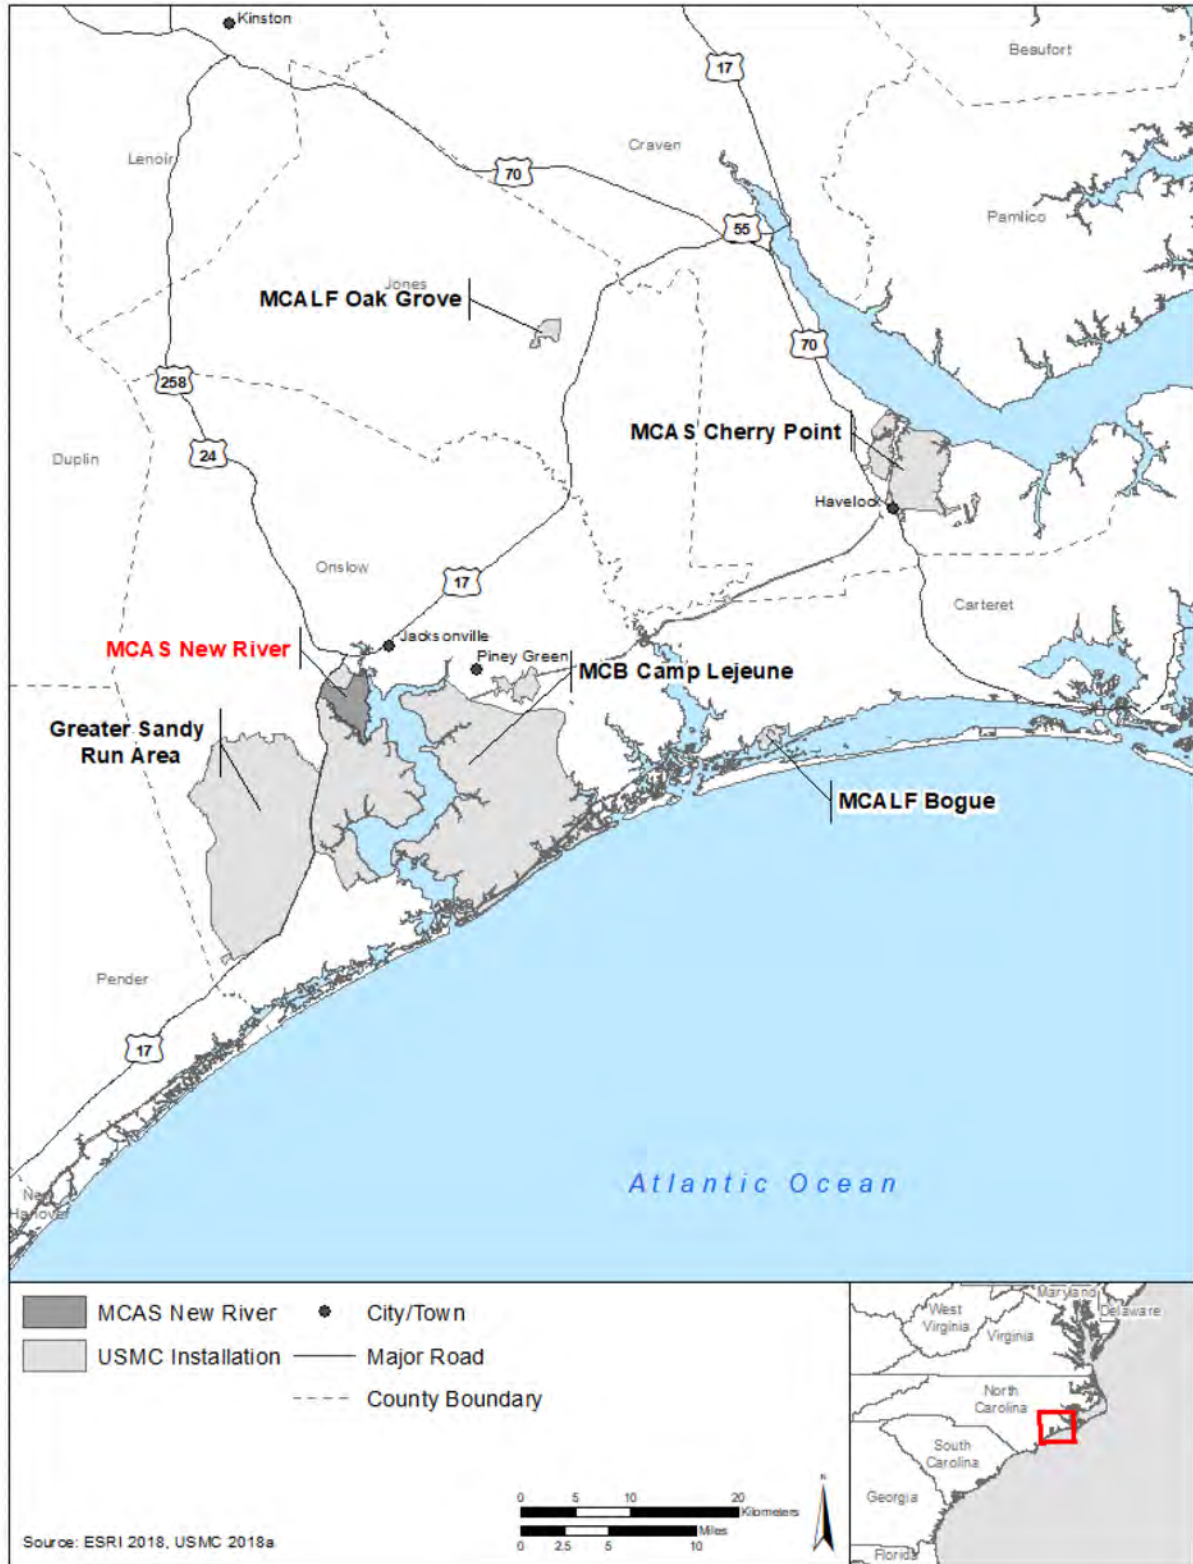 Kinston
Beaufort
17
Lenoir
Craven
70
Pamlico
55
Jones
MCALF Oak Grove
70
258
MCAS Cherry Point
24
Duplin
Havelock
Onslow
17
Carteret
Jacksonville
MCAS New River
Piney Green
MCB Camp Lejeune
Greater Sandy
Run Area
MCALF Bogue
Pender
17
Atlantic Ocean
New
Hanover
MCAS New River
City/Town
USMC Installation
Major Road
County Boundary
Maryland
Delaware
West
Virginia
Virginia
North
Carolina
South
Carolina
Georgia
Florida
N
0 5 10 20
Kilometers
Miles
0 2.5 5 10
Source: ESRI 2018, USMC 2018a